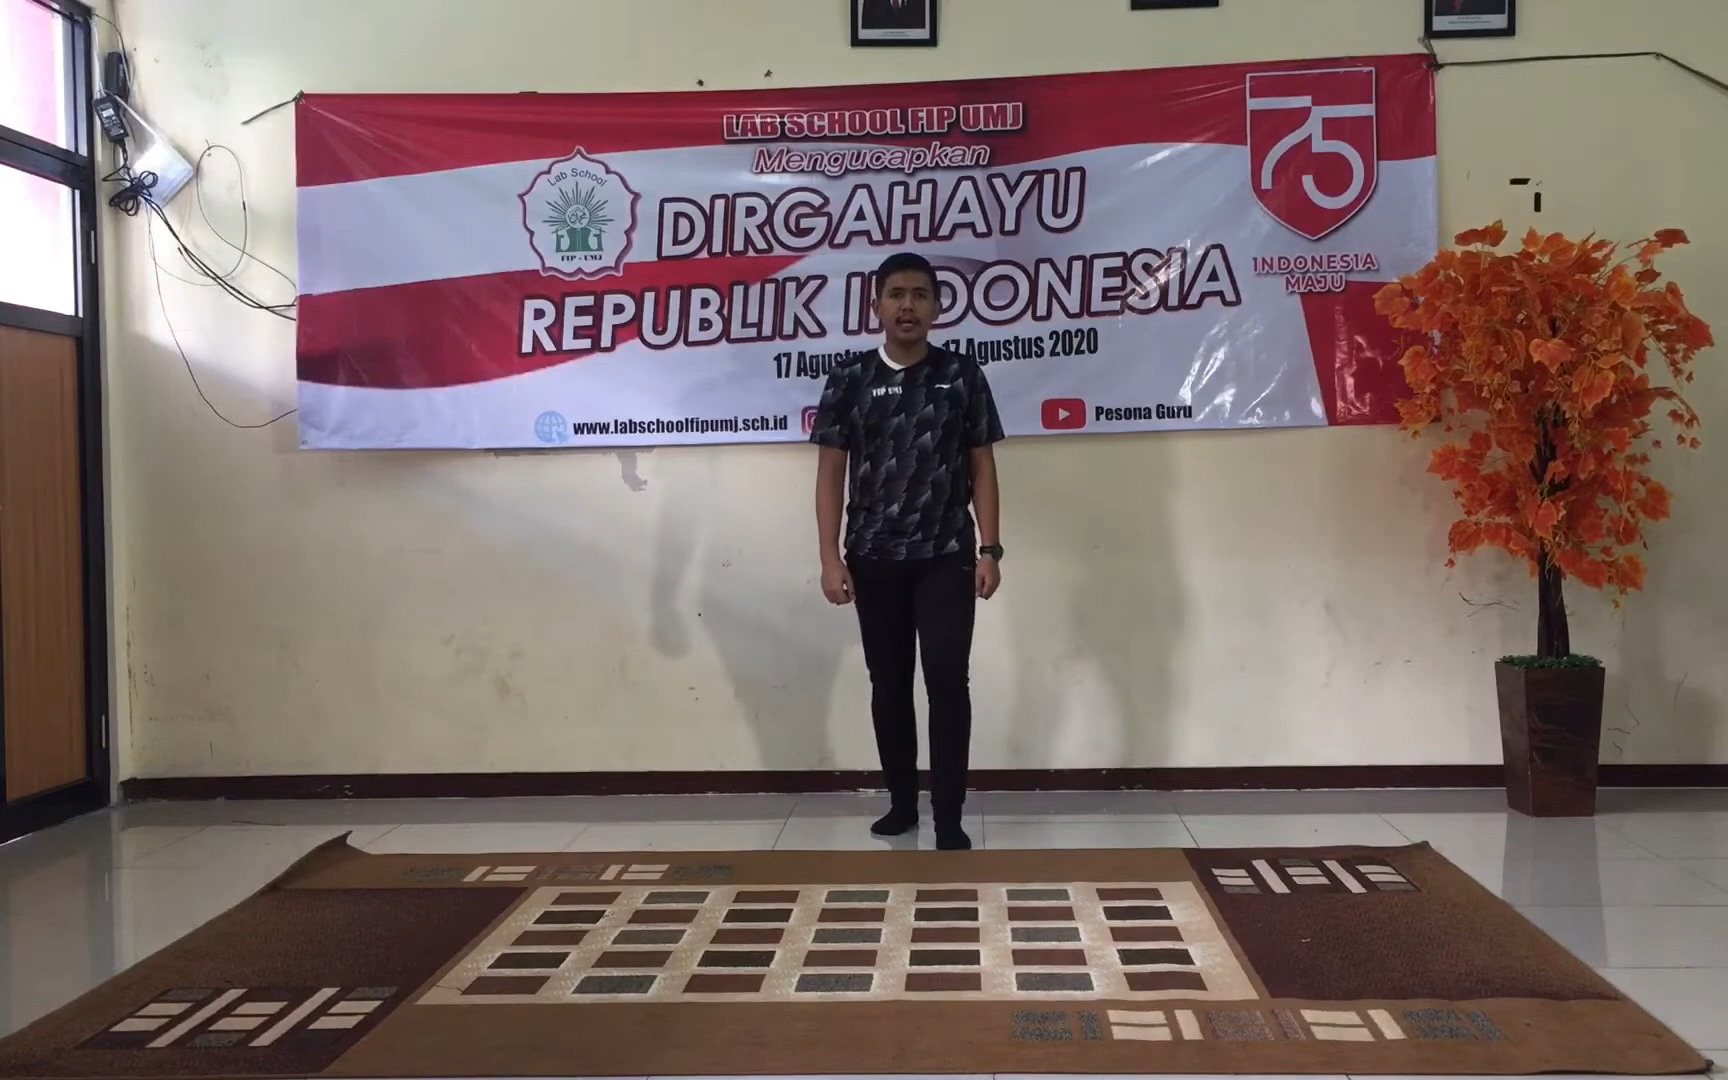 LAB SCHOOL FIP UMJ
Mengucapkan
DIRGAHAYU
REPUBLIK INDONESIA
17 Agustus 17 Agustus 2020
www.labschoolfipumj.sch.id
Pesona Guru
Lab School
FIP - UMJ
75
INDONESIA
MAJU
FIP UMJ